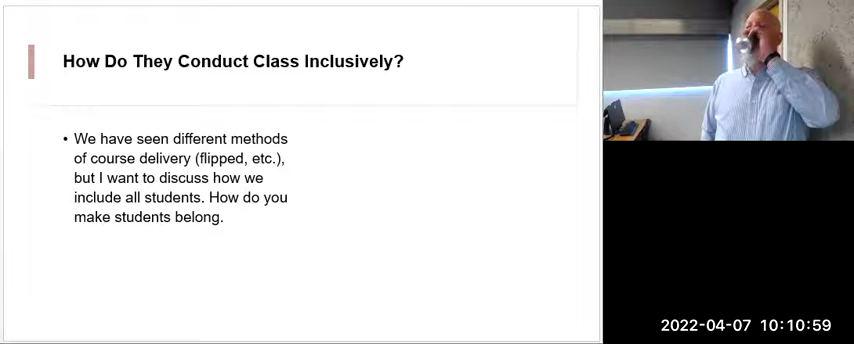 How Do They Conduct Class Inclusively?
• We have seen different methods
of course delivery (flipped, etc.),
but I want to discuss how we
include all students. How do you
make students belong.
2022-04-07 10:10:59